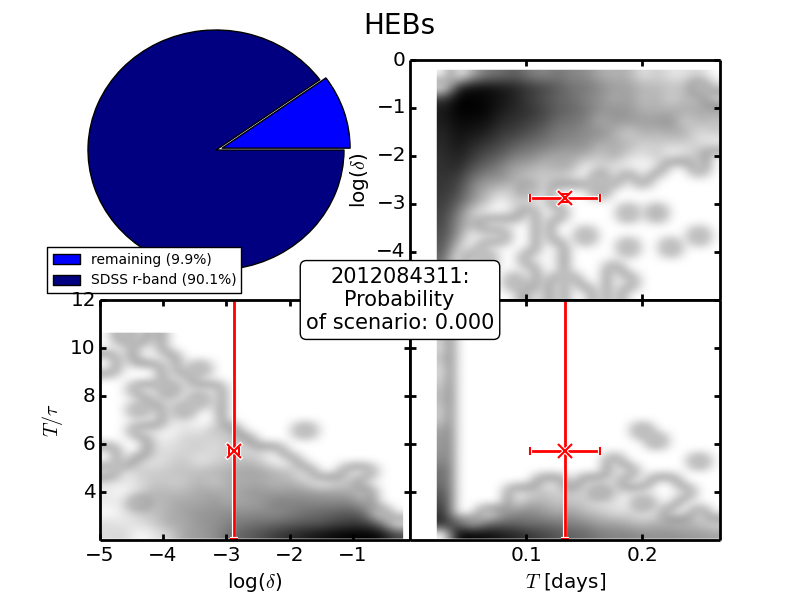 HEBs
remaining (9.9%)
SDSS r-band (90.1%)
log(δ)
0
−1
−2
−3
−4
2012084311:
Probability
of scenario: 0.000
T/τ
12
10
8
6
4
−5 −4 −3 −2 −1
log(δ)
0.1 0.2
T [days]